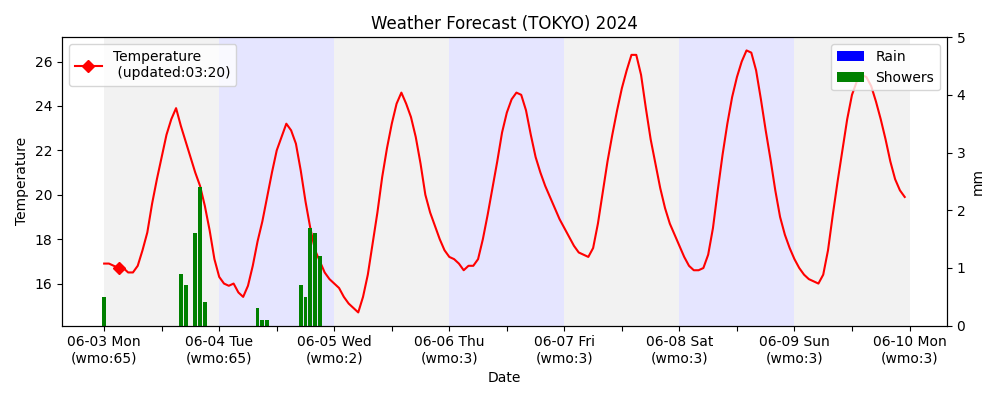 Weather Forecast (TOKYO) 2024
Temperature
(updated:03:20)
Rain
Showers
Temperature
26
24
22
20
18
16
5
4
3
2
1
0
mm
06-03 Mon
(wmo:65)
06-04 Tue
(wmo:65)
06-05 Wed
(wmo:2)
06-06 Thu
(wmo:3)
06-07 Fri
(wmo:3)
06-08 Sat
(wmo:3)
06-09 Sun
(wmo:3)
06-10 Mon
(wmo:3)
Date